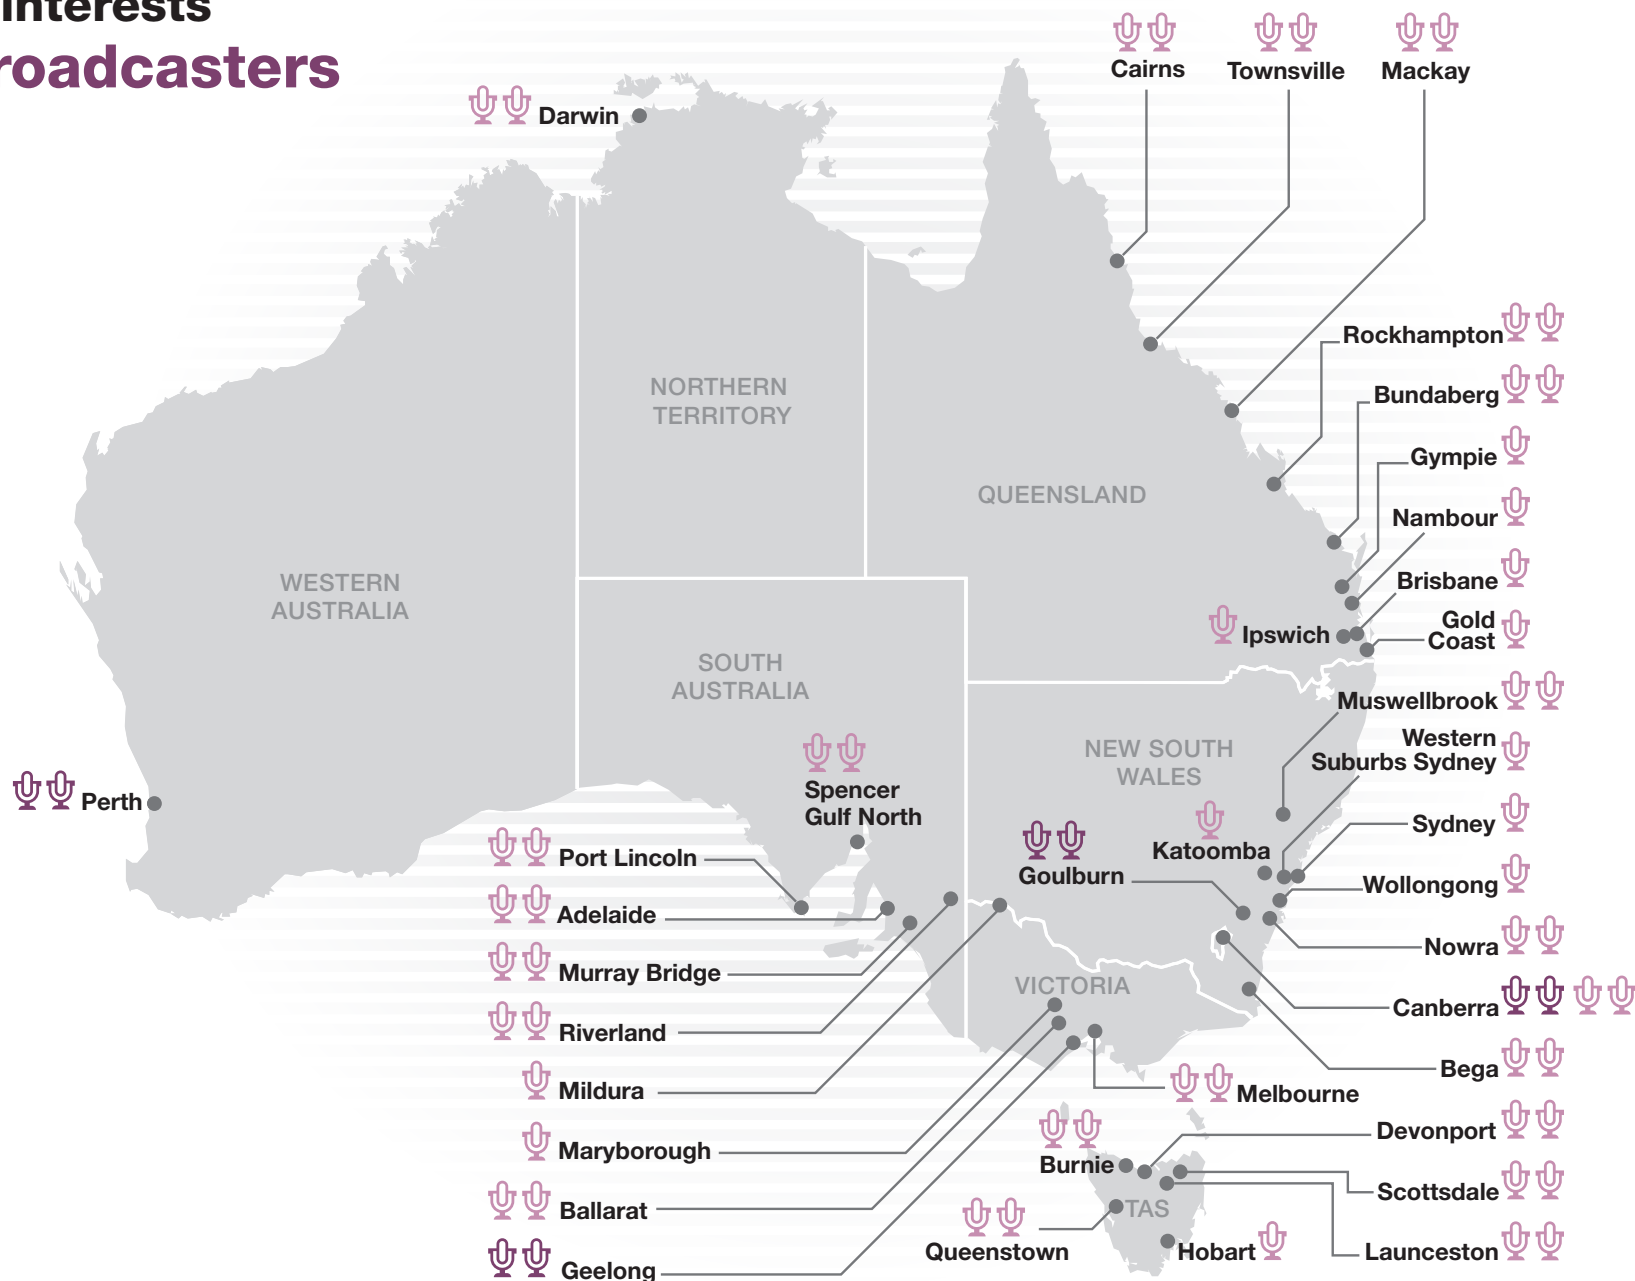 interests
roadcasters
Cairns
Townsville
Mackay
Darwin
Rockhampton
Bundaberg
NORTHERN
TERRITORY
Gympie
QUEENSLAND
Nambour
WESTERN
AUSTRALIA
Brisbane
Ipswich
Gold
Coast
SOUTH
AUSTRALIA
Muswellbrook
NEW SOUTH
WALES
Western
Suburbs Sydney
Spencer
Gulf North
Perth
Sydney
Katoomba
Port Lincoln
Goulburn
Wollongong
Adelaide
Nowra
Murray Bridge
VICTORIA
Canberra
Riverland
Bega
Mildura
Melbourne
Devonport
Maryborough
Burnie
Scottsdale
Ballarat
TAS
Queenstown
Hobart
Launceston
Geelong